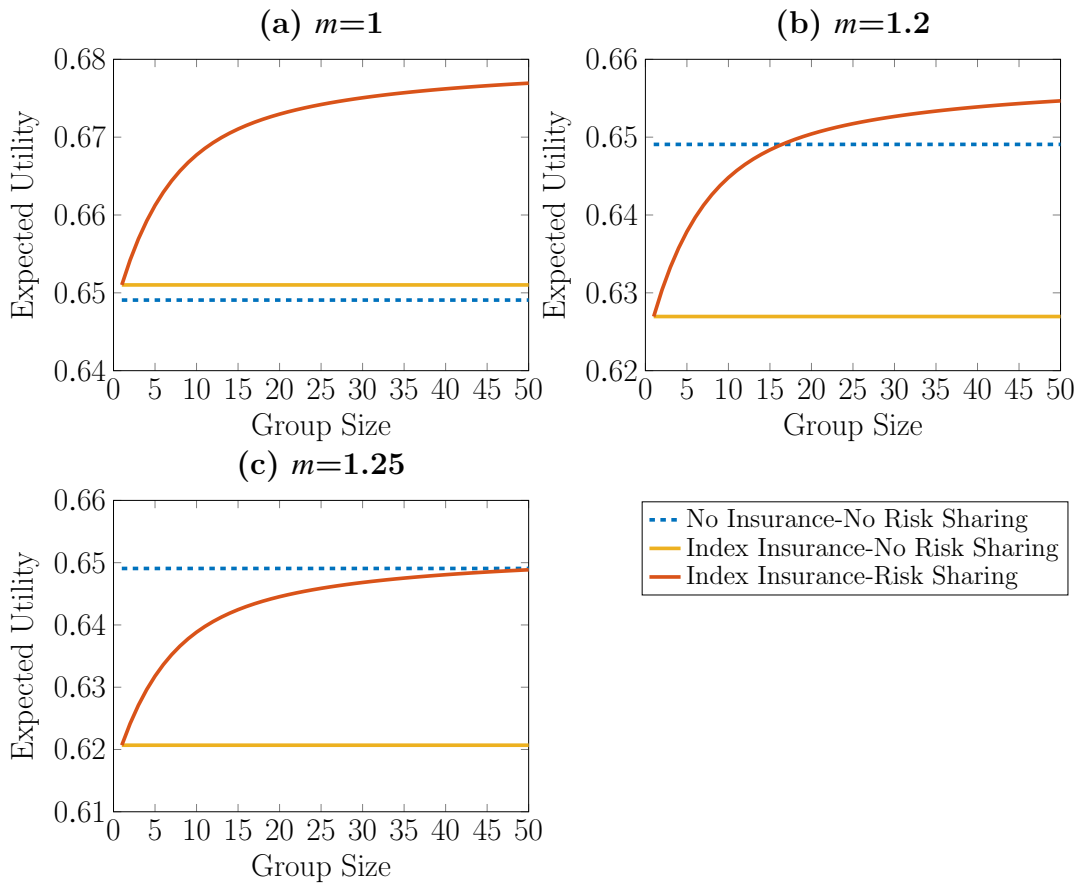 (a) m=1
0.68
0.67
0.66
0.65
0.64
Expected Utility
0 5 10 15 20 25 30 35 40 45 50
Group Size
(b) m=1.2
0.66
0.65
0.64
0.63
0.62
Expected Utility
0 5 10 15 20 25 30 35 40 45 50
Group Size
(c) m=1.25
0.66
0.65
0.64
0.63
0.62
0.61
Expected Utility
0 5 10 15 20 25 30 35 40 45 50
Group Size
No Insurance-No Risk Sharing
Index Insurance-No Risk Sharing
Index Insurance-Risk Sharing